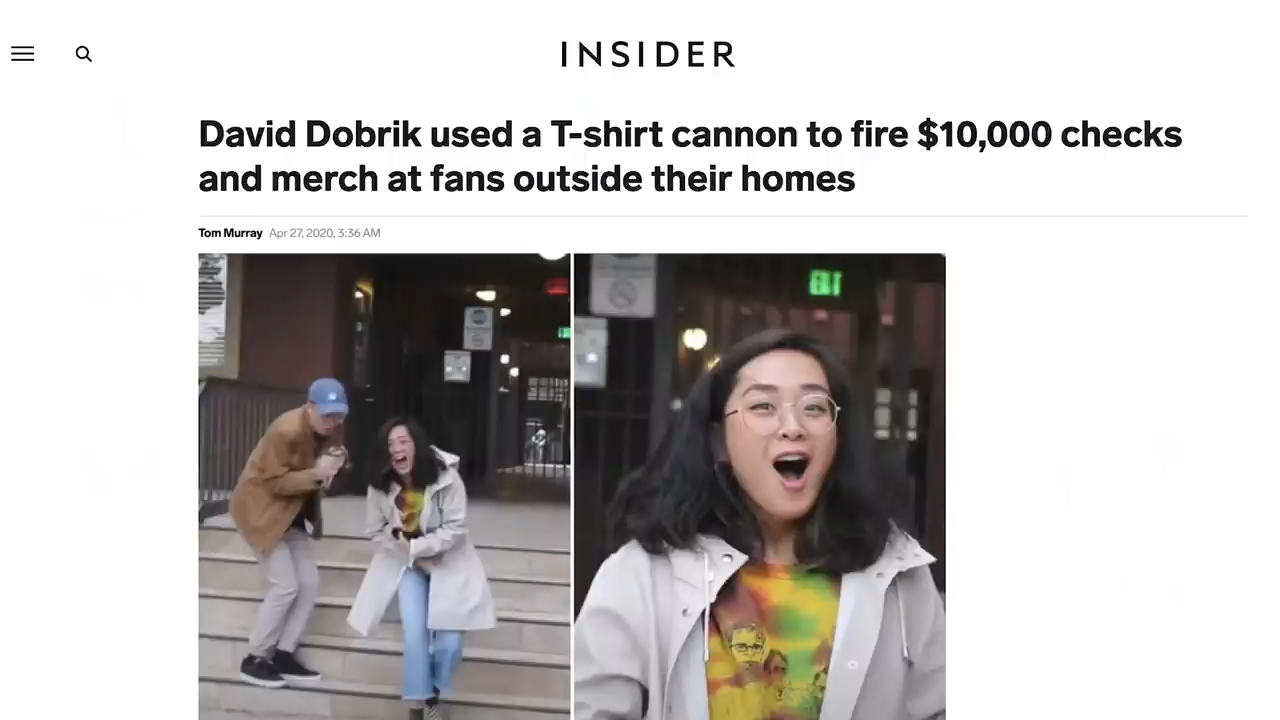 INSIDER
David Dobrik used a T-shirt cannon to fire $10,000 checks
and merch at fans outside their homes
Tom Murray Apr 27, 2020, 3:36 AM
EXIT